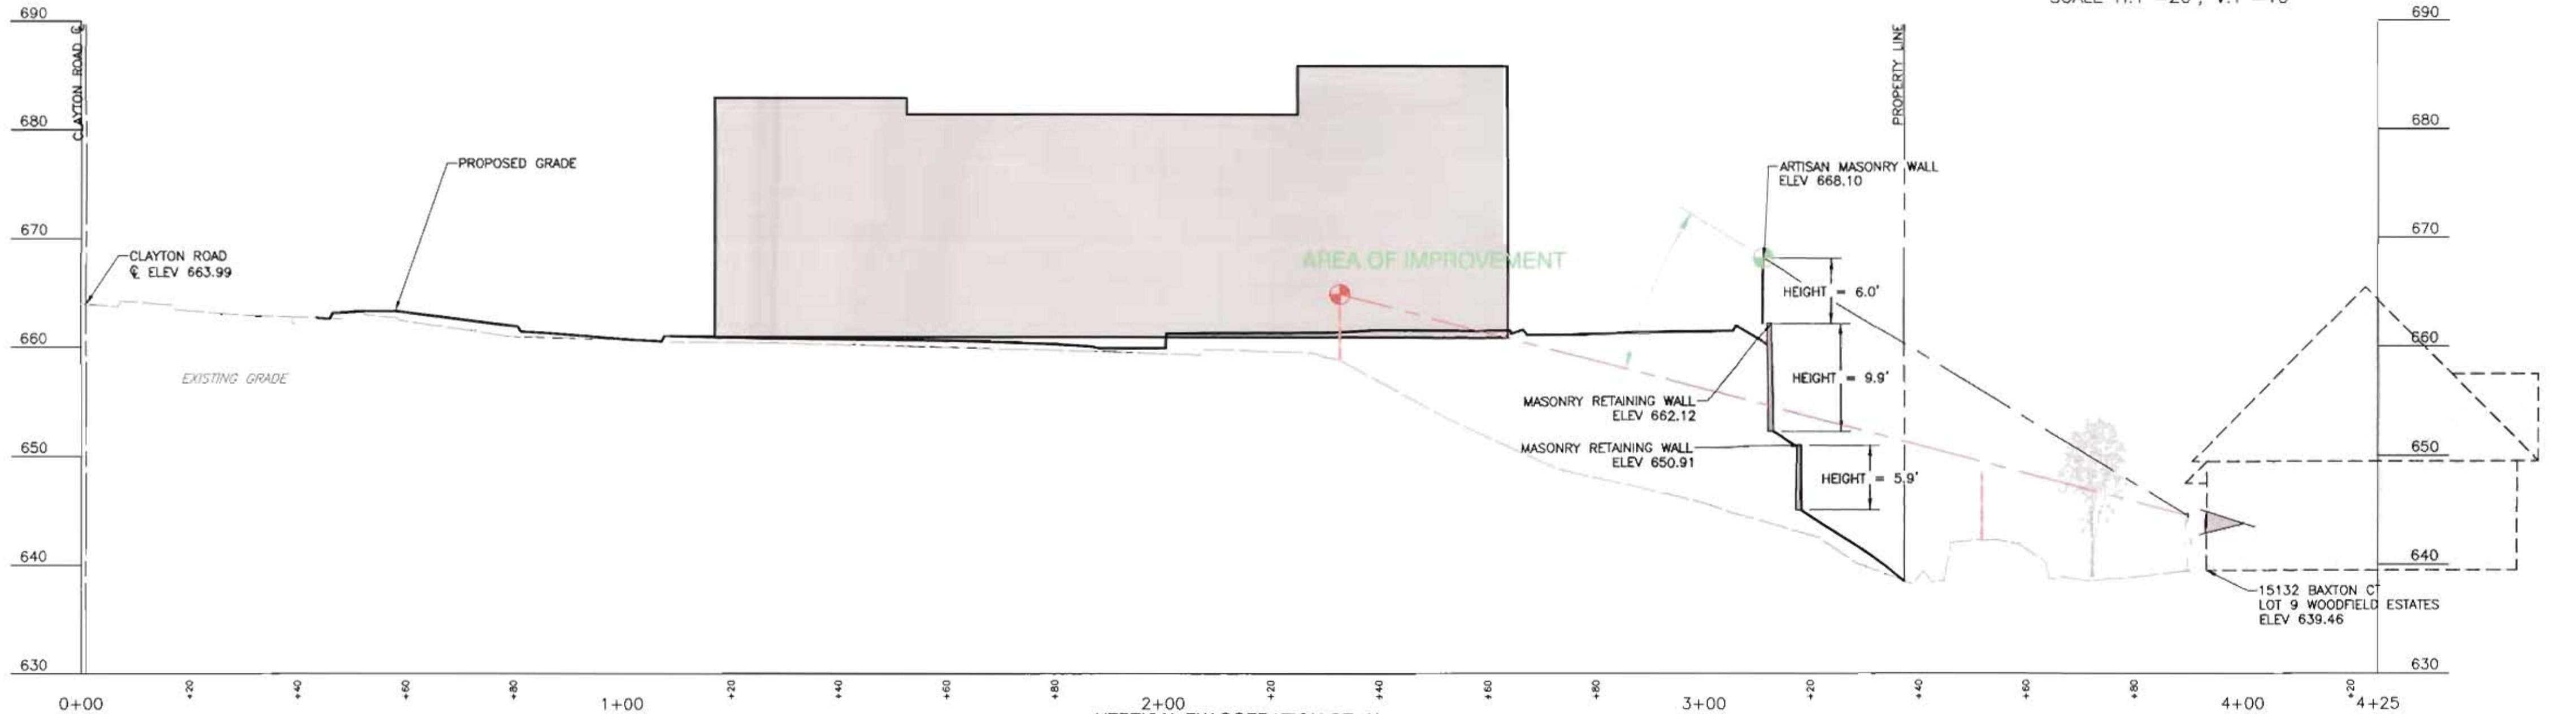 690
690
CLAYTON ROAD ℄
PROPERTY LINE
680
680
PROPOSED GRADE
ARTISAN MASONRY WALL
ELEV 668.10
670
670
CLAYTON ROAD
℄ ELEV 663.99
AREA OF IMPROVEMENT
HEIGHT = 6.0'
660
660
EXISTING GRADE
HEIGHT = 9.9'
MASONRY RETAINING WALL
ELEV 662.12
650
650
MASONRY RETAINING WALL
ELEV 650.91
HEIGHT = 5.9'
640
640
15132 BAXTON CT
LOT 9 WOODFIELD ESTATES
ELEV 639.46
630
630
+20 +40 +60 +80 +20 +40 +60 +80 +20 +40 +60 +80 +20 +40 +60 +80 +20
0+00 1+00 2+00 3+00 4+00 4+25